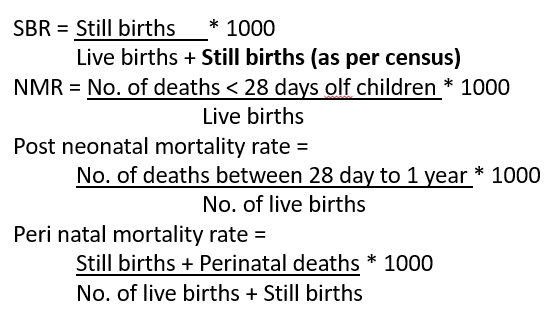 SBR = Still births * 1000
Live births + Still births (as per census)
NMR = No. of deaths < 28 days olf children * 1000
Live births
Post neonatal mortality rate =
No. of deaths between 28 day to 1 year * 1000
No. of live births
Peri natal mortality rate =
Still births + Perinatal deaths * 1000
No. of live births + Still births